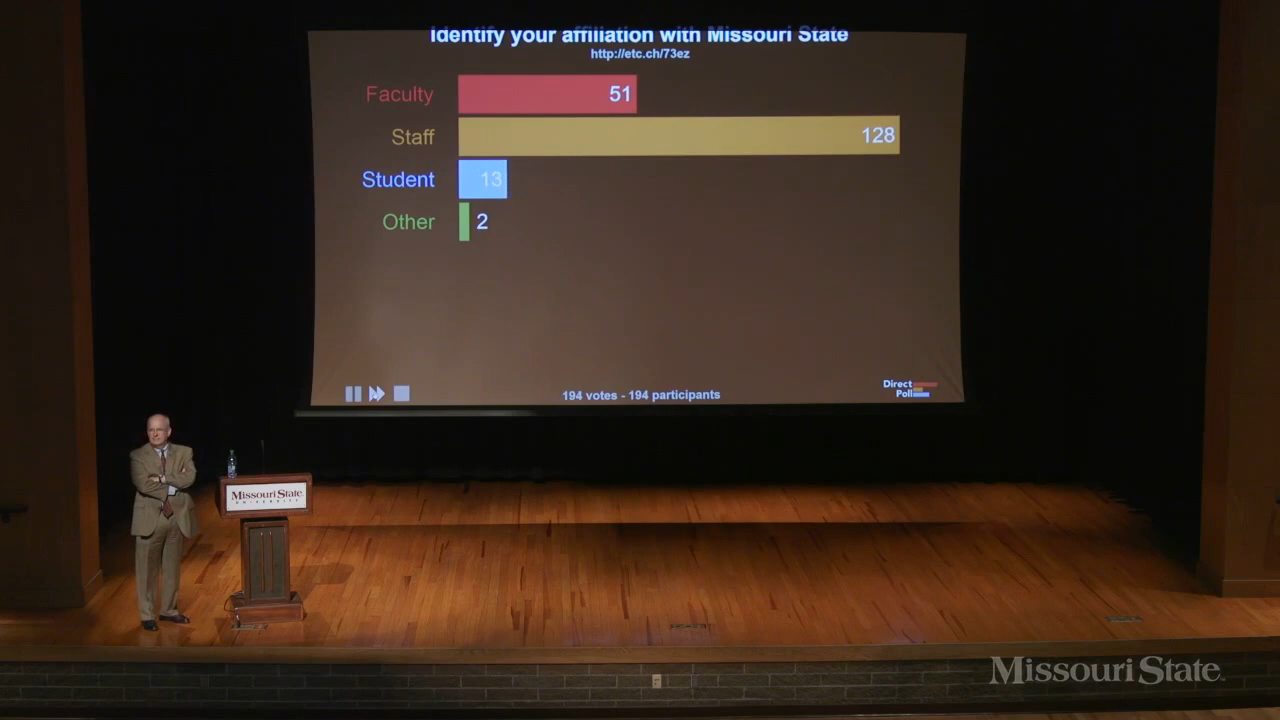 Identify your affiliation with Missouri State
http://etc.ch/73ez
Faculty 51
Staff 128
Student 13
Other 2
194 votes - 194 participants
Direct
Poll
Missouri State
UNIVERSITY
Missouri State